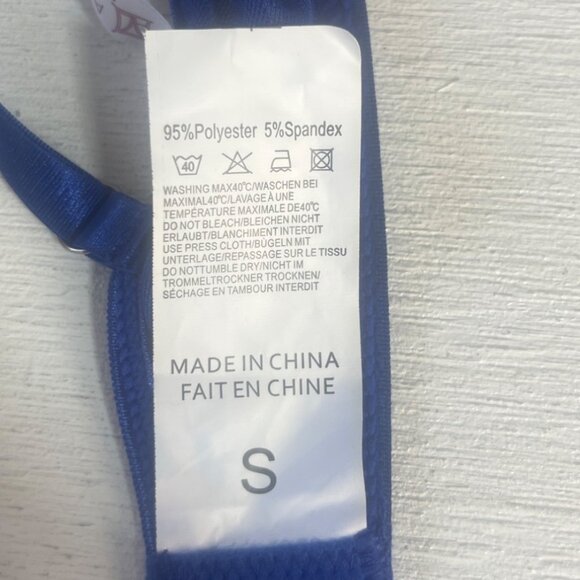 95%Polyester 5%Spandex
40
WASHING MAX40℃/WASCHEN BEI
MAXIMAL40℃/LAVAGE À UNE
TEMPÉRATURE MAXIMALE DE40℃
DO NOT BLEACH/BLEICHEN NICHT
ERLAUBT/BLANCHIMENT INTERDIT
USE PRESS CLOTH/BÜGELN MIT
UNTERLAGE/REPASSAGE SUR LE TISSU
DO NOTTUMBLE DRY/NICHT IM
TROMMELTROCKNER TROCKNEN/
SÉCHAGE EN TAMBOUR INTERDIT
MADE IN CHINA
FAIT EN CHINE
S